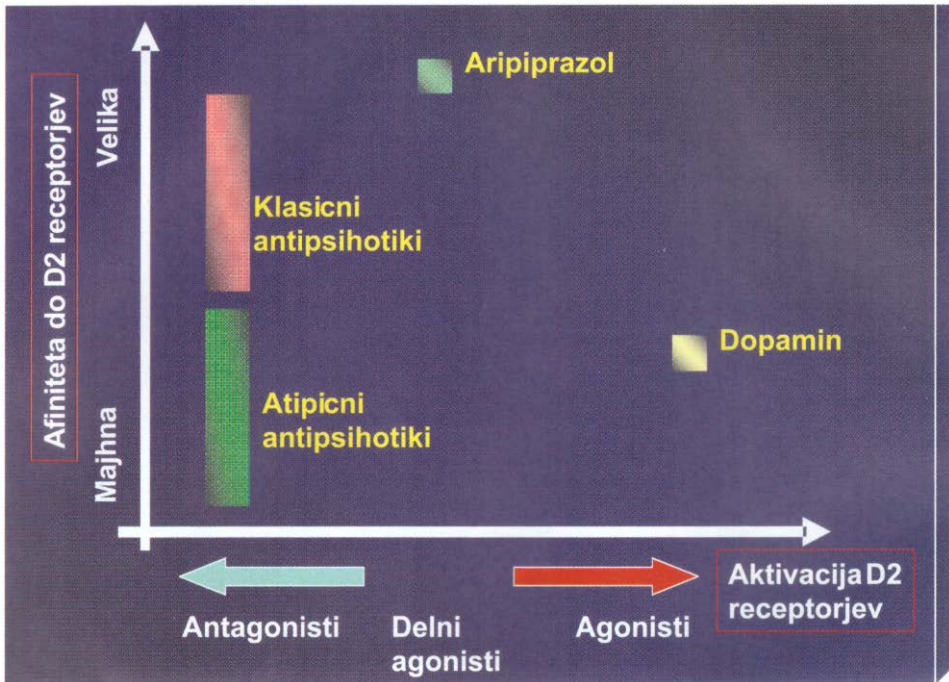 Aripiprazol
Velika
Afiniteta do D2 receptorjev
Klasicni
antipsihotiki
Dopamin
Atipicni
antipsihotiki
Majhna
Aktivacija D2
receptorjev
Antagonisti
Delni
agonisti
Agonisti